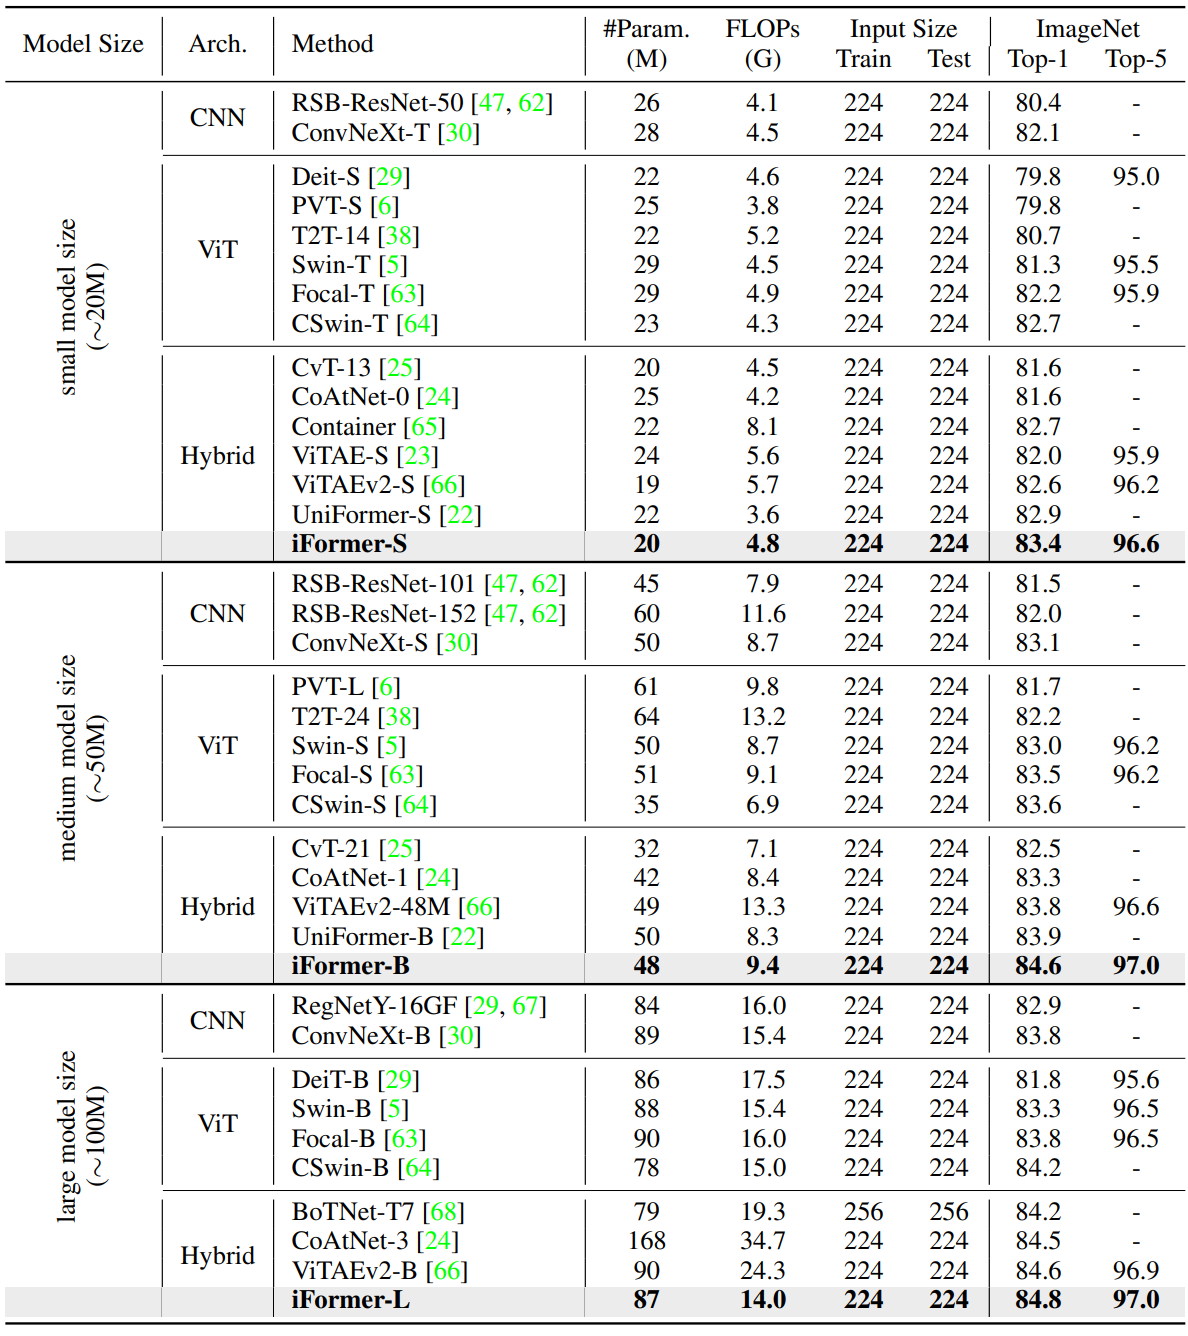 Model Size Arch. Method #Param. (M) FLOPs (G) Input Size Train Test ImageNet Top-1 Top-5
small model size (∼20M)
CNN
RSB-ResNet-50 [47, 62] 26 4.1 224 224 80.4 -
ConvNeXt-T [30] 28 4.5 224 224 82.1 -
ViT
Deit-S [29] 22 4.6 224 224 79.8 95.0
PVT-S [6] 25 3.8 224 224 79.8 -
T2T-14 [38] 22 5.2 224 224 80.7 -
Swin-T [5] 29 4.5 224 224 81.3 95.5
Focal-T [63] 29 4.9 224 224 82.2 95.9
CSwin-T [64] 23 4.3 224 224 82.7 -
Hybrid
CvT-13 [25] 20 4.5 224 224 81.6 -
CoAtNet-0 [24] 25 4.2 224 224 81.6 -
Container [65] 22 8.1 224 224 82.7 -
ViTAE-S [23] 24 5.6 224 224 82.0 95.9
ViTAEv2-S [66] 19 5.7 224 224 82.6 96.2
UniFormer-S [22] 22 3.6 224 224 82.9 -
iFormer-S 20 4.8 224 224 83.4 96.6
medium model size (∼50M)
CNN
RSB-ResNet-101 [47, 62] 45 7.9 224 224 81.5 -
RSB-ResNet-152 [47, 62] 60 11.6 224 224 82.0 -
ConvNeXt-S [30] 50 8.7 224 224 83.1 -
ViT
PVT-L [6] 61 9.8 224 224 81.7 -
T2T-24 [38] 64 13.2 224 224 82.2 -
Swin-S [5] 50 8.7 224 224 83.0 96.2
Focal-S [63] 51 9.1 224 224 83.5 96.2
CSwin-S [64] 35 6.9 224 224 83.6 -
Hybrid
CvT-21 [25] 32 7.1 224 224 82.5 -
CoAtNet-1 [24] 42 8.4 224 224 83.3 -
ViTAEv2-48M [66] 49 13.3 224 224 83.8 96.6
UniFormer-B [22] 50 8.3 224 224 83.9 -
iFormer-B 48 9.4 224 224 84.6 97.0
large model size (∼100M)
CNN
RegNetY-16GF [29, 67] 84 16.0 224 224 82.9 -
ConvNeXt-B [30] 89 15.4 224 224 83.8 -
ViT
DeiT-B [29] 86 17.5 224 224 81.8 95.6
Swin-B [5] 88 15.4 224 224 83.3 96.5
Focal-B [63] 90 16.0 224 224 83.8 96.5
CSwin-B [64] 78 15.0 224 224 84.2 -
Hybrid
BoTNet-T7 [68] 79 19.3 256 256 84.2 -
CoAtNet-3 [24] 168 34.7 224 224 84.5 -
ViTAEv2-B [66] 90 24.3 224 224 84.6 96.9
iFormer-L 87 14.0 224 224 84.8 97.0